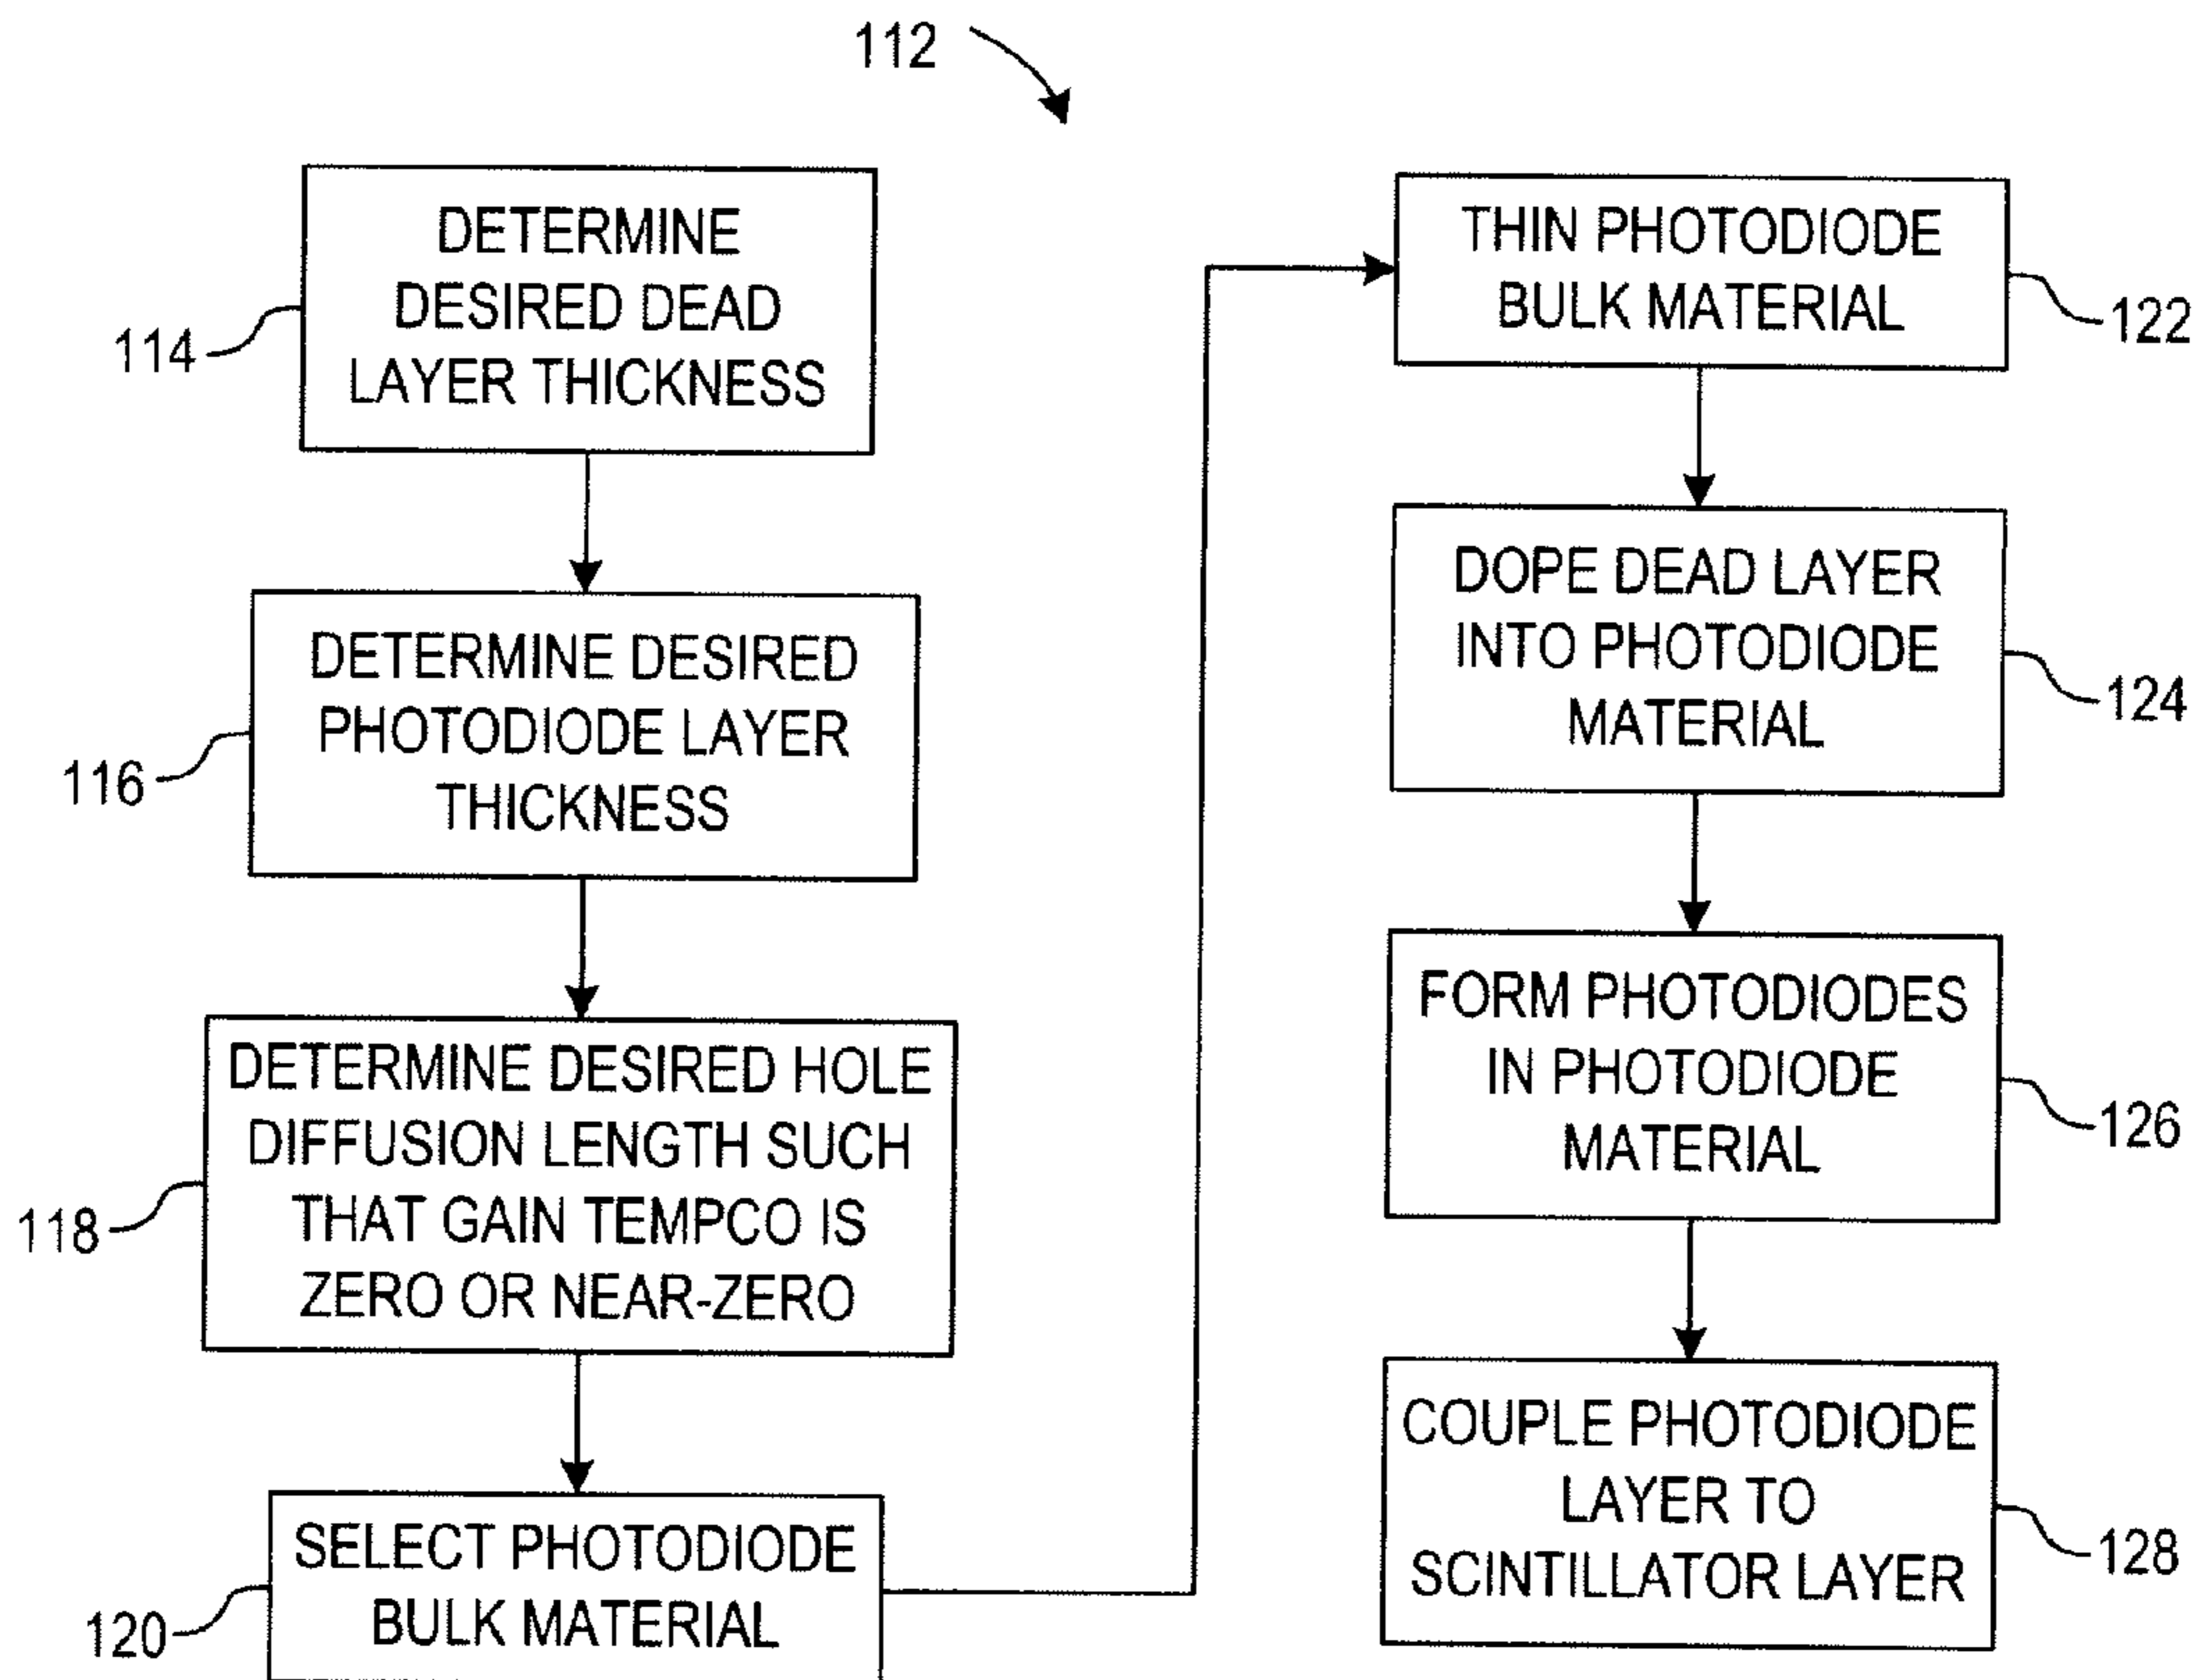 112
DETERMINE
DESIRED DEAD
LAYER THICKNESS
114
DETERMINE DESIRED
PHOTODIODE LAYER
THICKNESS
116
DETERMINE DESIRED HOLE
DIFFUSION LENGTH SUCH
THAT GAIN TEMPCO IS
ZERO OR NEAR-ZERO
118
SELECT PHOTODIODE
BULK MATERIAL
120
THIN PHOTODIODE
BULK MATERIAL
122
DOPE DEAD LAYER
INTO PHOTODIODE
MATERIAL
124
FORM PHOTODIODES
IN PHOTODIODE
MATERIAL
126
COUPLE PHOTODIODE
LAYER TO
SCINTILLATOR LAYER
128